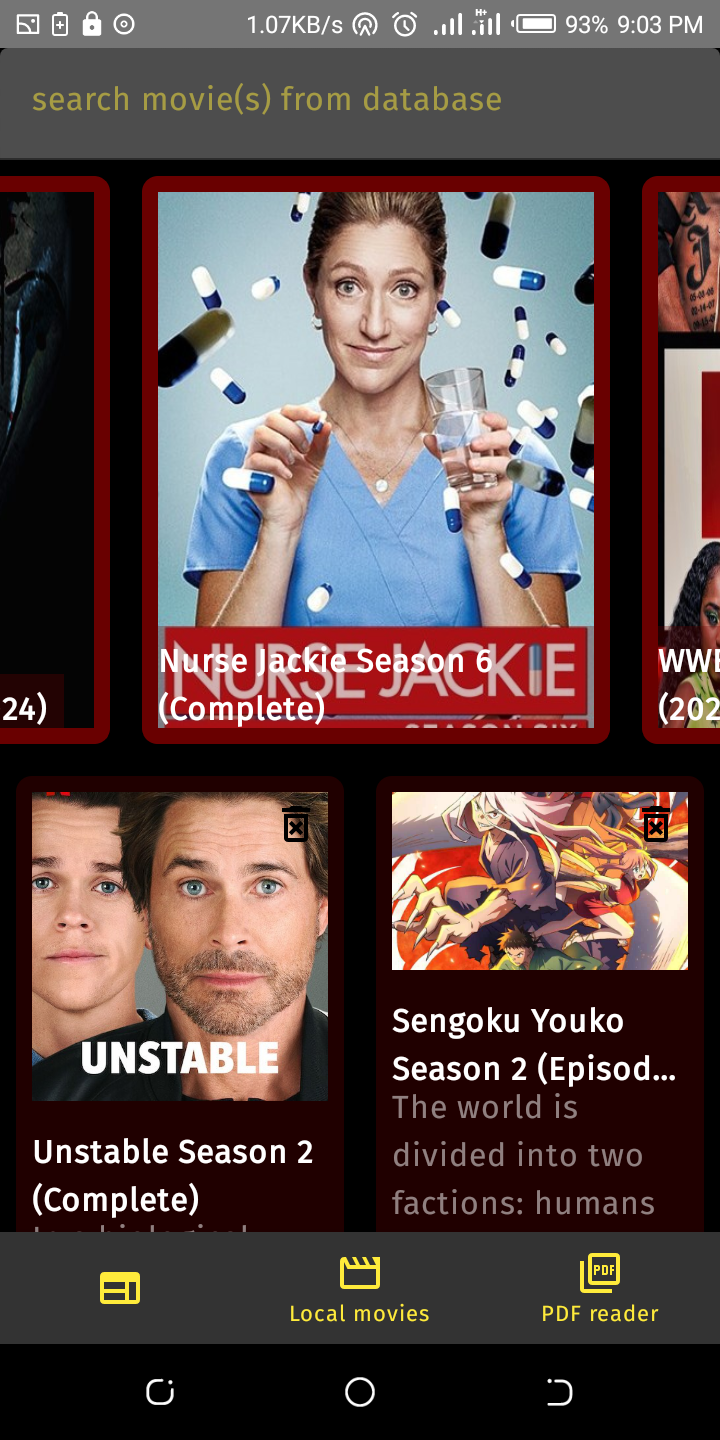 1.07KB/s H+ 93% 9:03 PM
search movie(s) from database
24)
NURSE JACKIE
Nurse Jackie Season 6
(Complete)
SEASON SIX
WWE
(202
UNSTABLE
Unstable Season 2
(Complete)
Sengoku Youko
Season 2 (Episod...
The world is
divided into two
factions: humans
Local movies
PDF
PDF reader